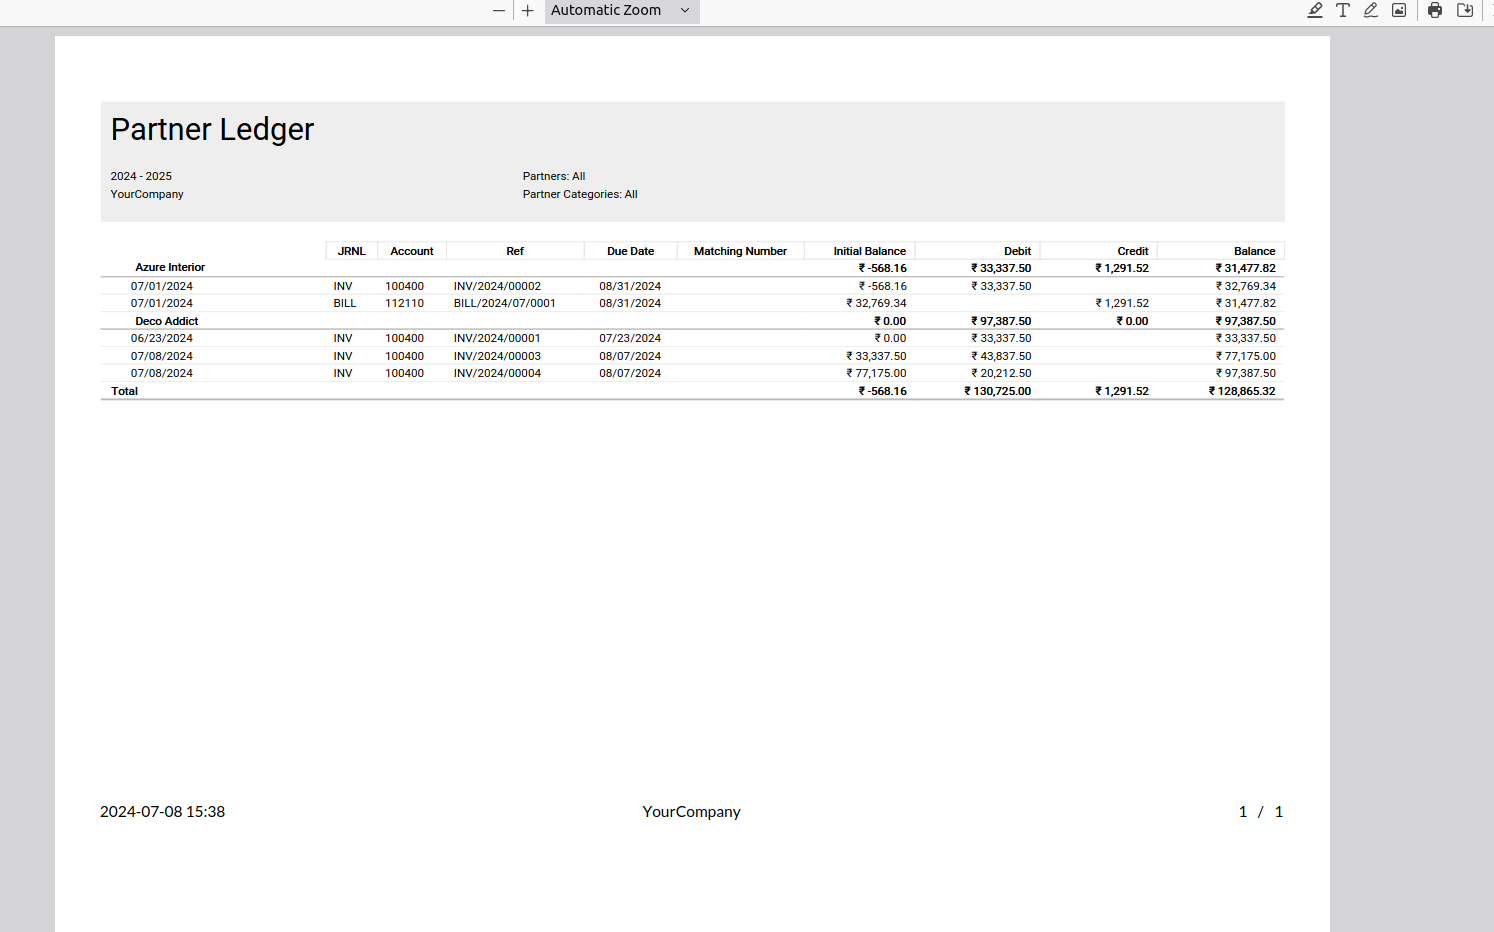 Automatic Zoom
Partner Ledger
2024 - 2025 Partners: All
YourCompany Partner Categories: All
JRNL Account Ref Due Date Matching Number Initial Balance Debit Credit Balance
Azure Interior ₹ -568.16 ₹ 33,337.50 ₹ 1,291.52 ₹ 31,477.82
07/01/2024 INV 100400 INV/2024/00002 08/31/2024 ₹ -568.16 ₹ 33,337.50 ₹ 32,769.34
07/01/2024 BILL 112110 BILL/2024/07/0001 08/31/2024 ₹ 32,769.34 ₹ 1,291.52 ₹ 31,477.82
Deco Addict ₹ 0.00 ₹ 97,387.50 ₹ 0.00 ₹ 97,387.50
06/23/2024 INV 100400 INV/2024/00001 07/23/2024 ₹ 0.00 ₹ 33,337.50 ₹ 33,337.50
07/08/2024 INV 100400 INV/2024/00003 08/07/2024 ₹ 33,337.50 ₹ 43,837.50 ₹ 77,175.00
07/08/2024 INV 100400 INV/2024/00004 08/07/2024 ₹ 77,175.00 ₹ 20,212.50 ₹ 97,387.50
Total ₹ -568.16 ₹ 130,725.00 ₹ 1,291.52 ₹ 128,865.32
2024-07-08 15:38 YourCompany 1 / 1